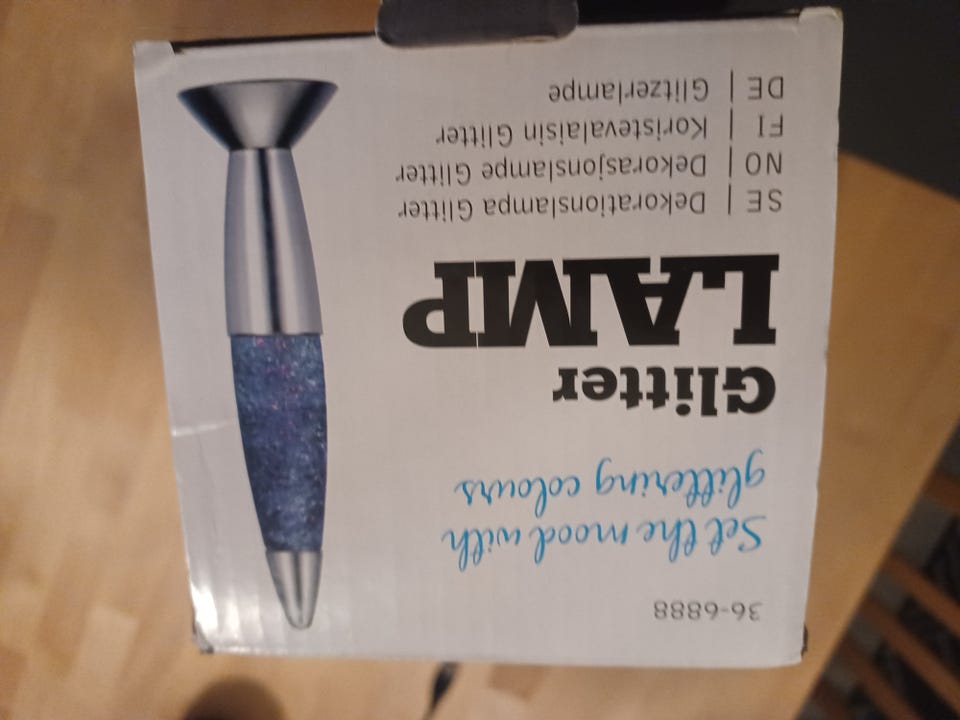 36-6888
Set the mood with
glittering colours
Glitter
LAMP
SE | Dekorationslampa Glitter
NO | Dekorasjonslampe Glitter
FI | Koristevalaisin Glitter
DE | Glitzerlampe